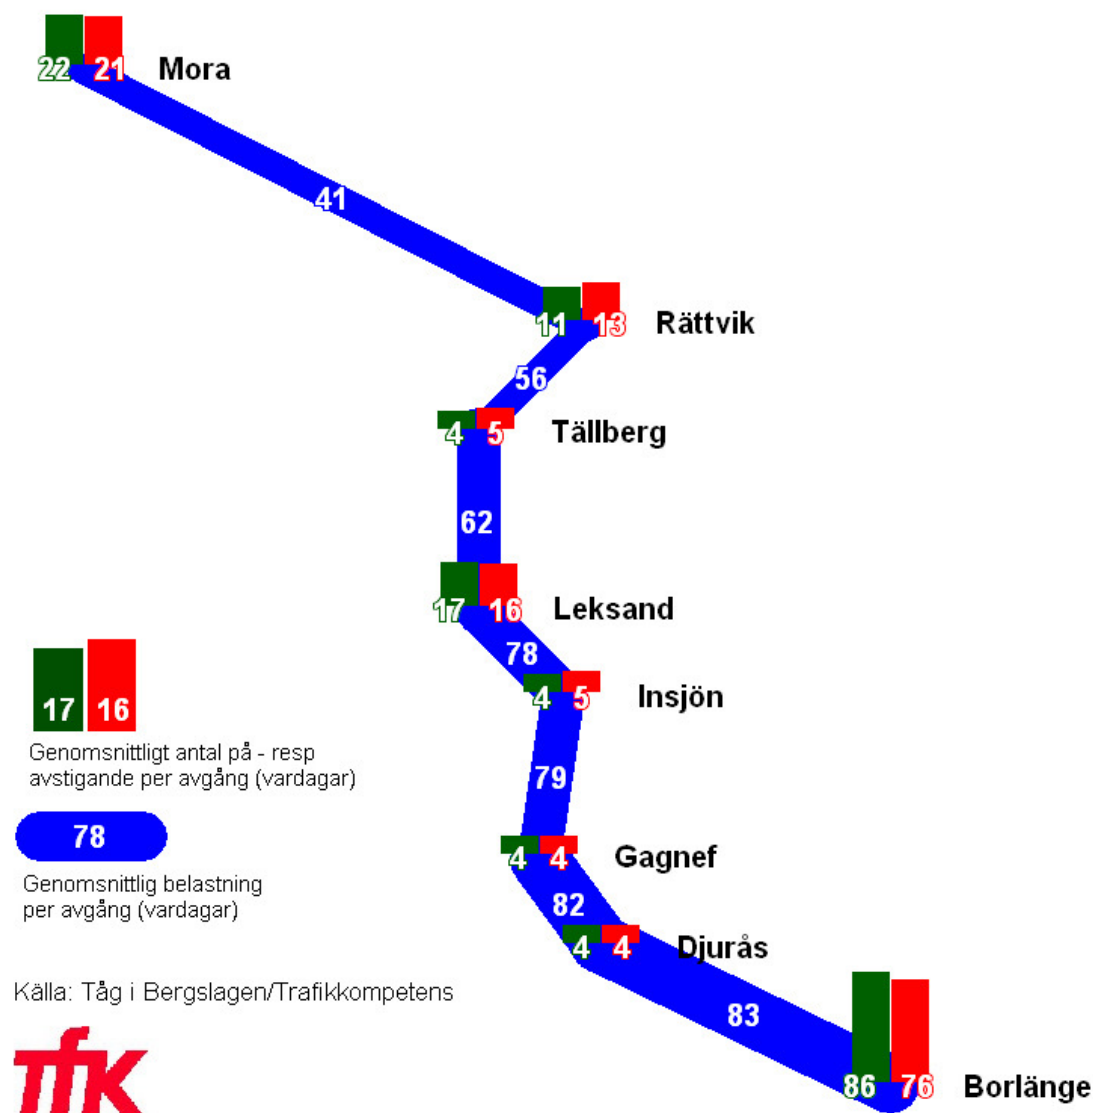 22 21 Mora
41
11 13 Rättvik
56
4 5 Tällberg
62
17 16 Leksand
78
4 5 Insjön
79
4 4 Gagnef
82
4 4 Djurås
83
86 76 Borlänge
17 16
Genomsnittligt antal på - resp
avstigande per avgång (vardagar)
78
Genomsnittlig belastning
per avgång (vardagar)
Källa: Tåg i Bergslagen/Trafikkompetens
TfK